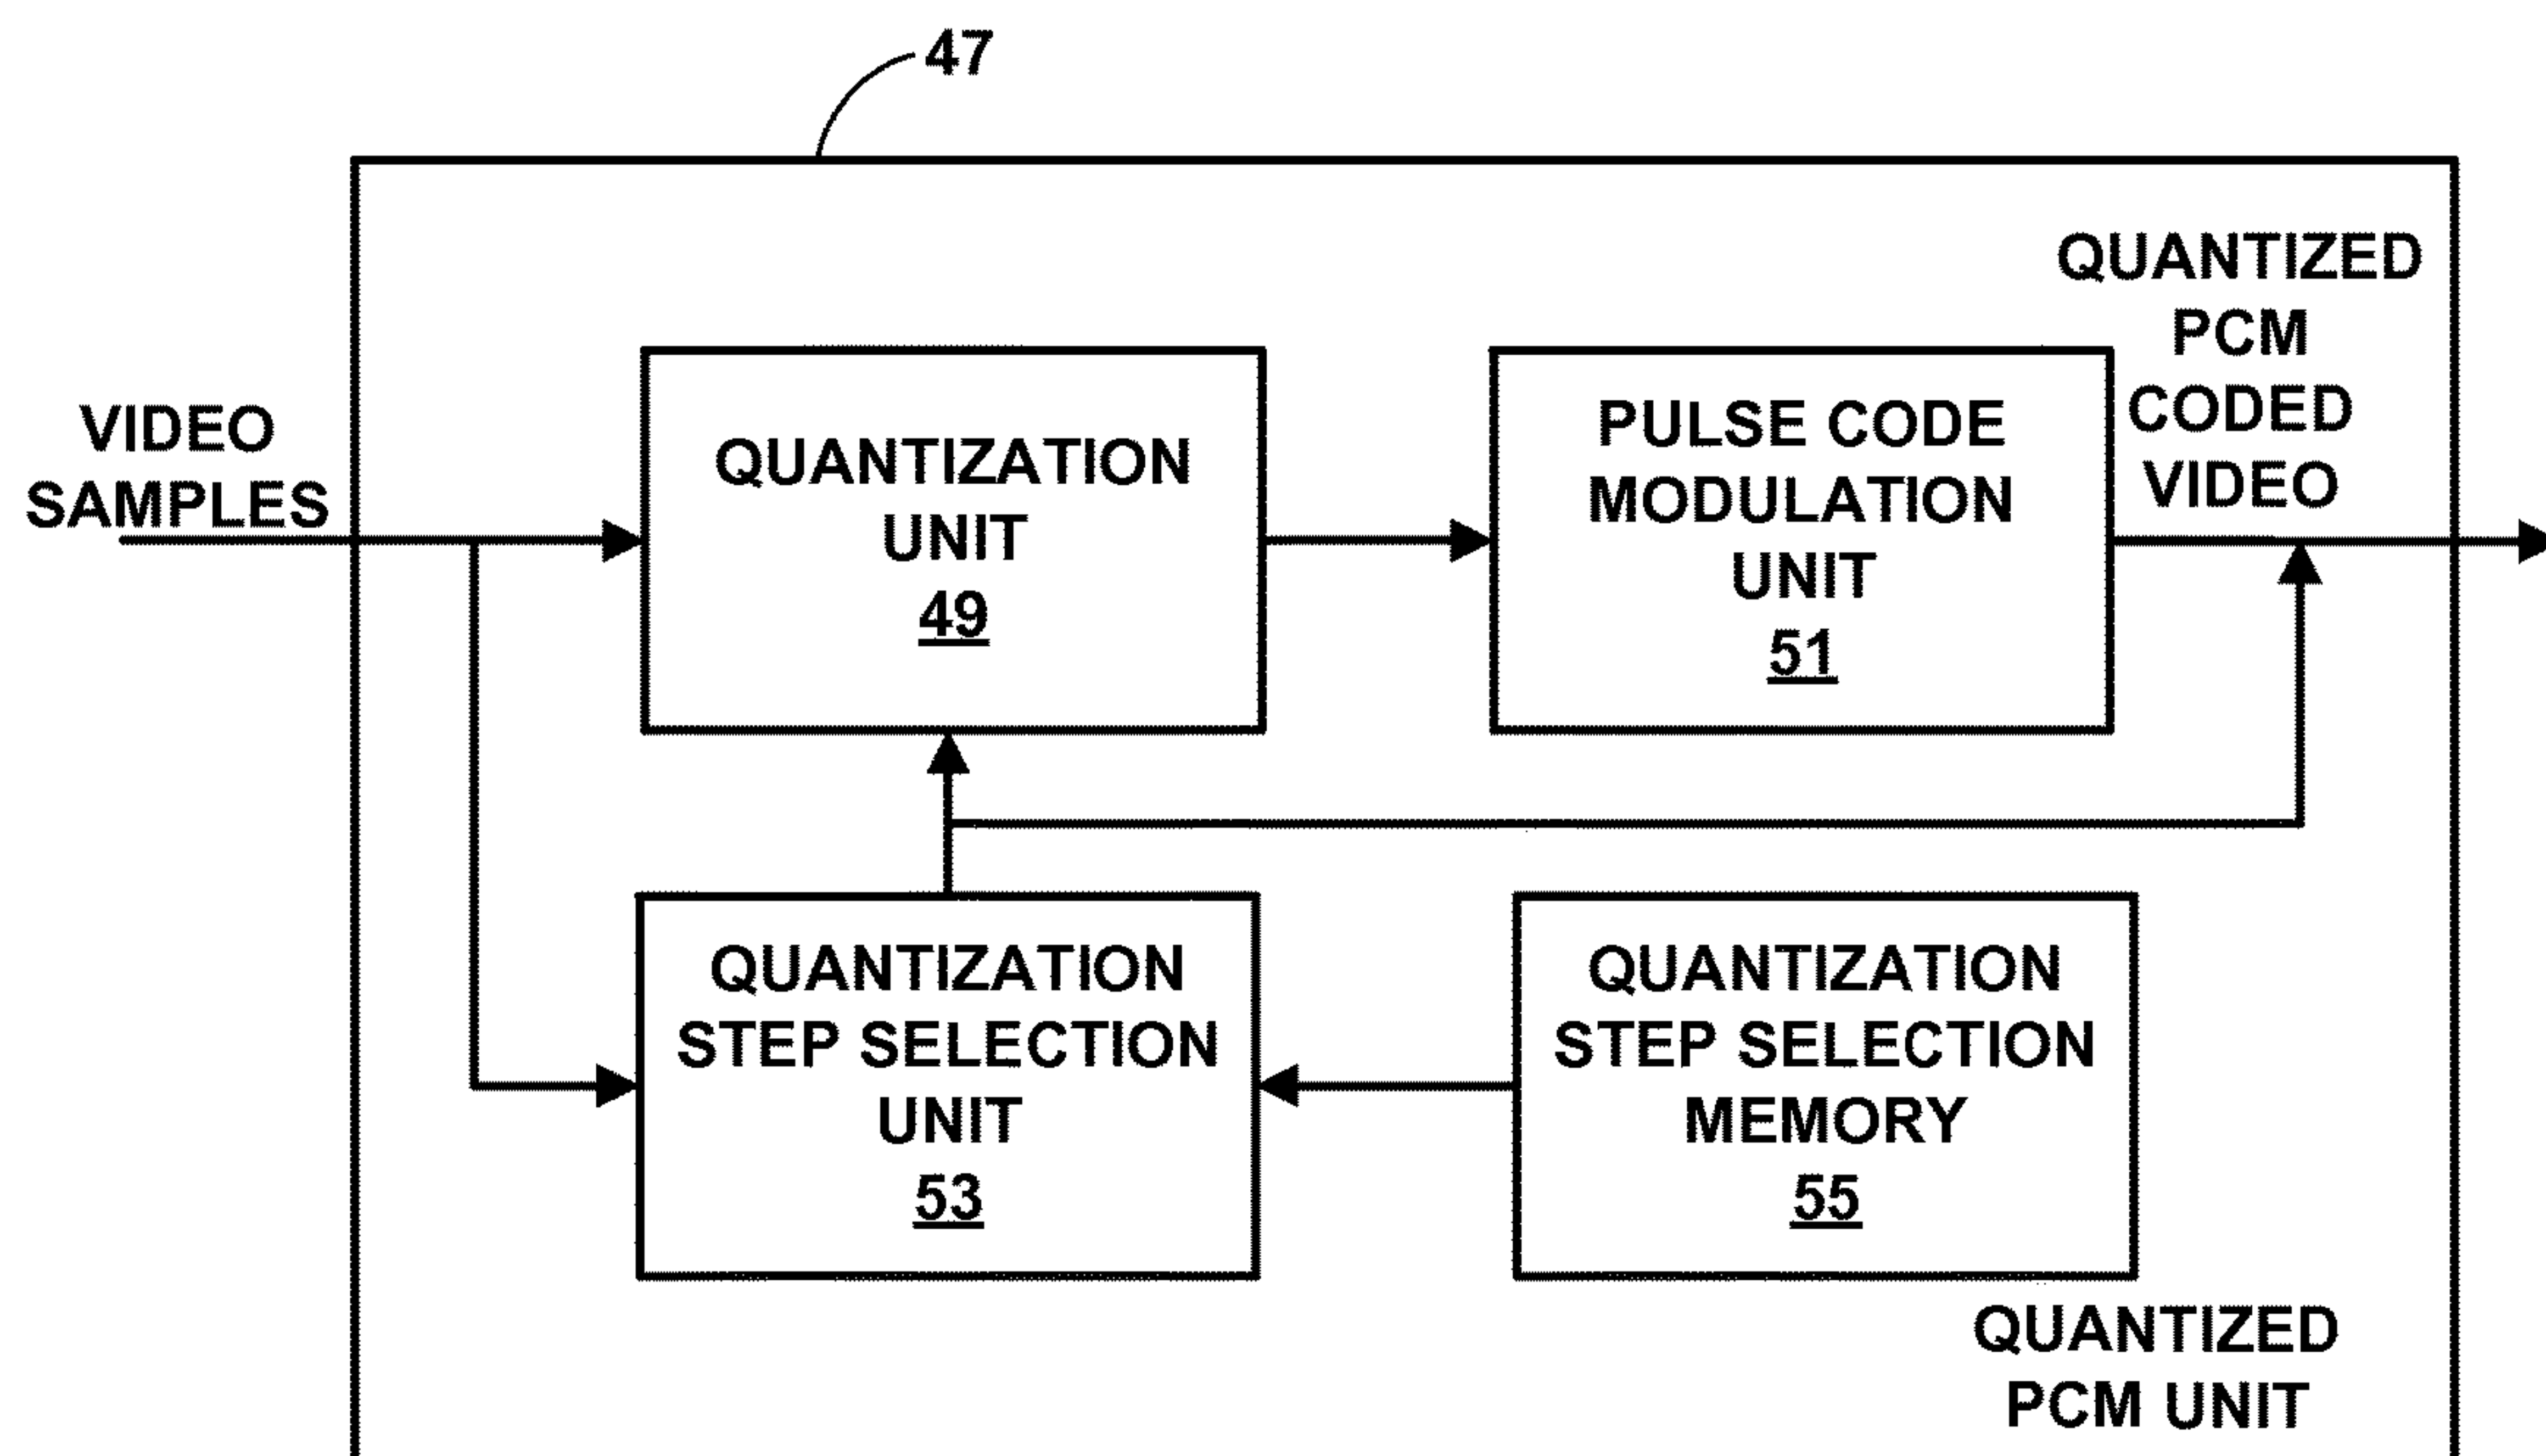 47
VIDEO
SAMPLES
QUANTIZATION
UNIT
49
PULSE CODE
MODULATION
UNIT
51
QUANTIZED
PCM
CODED
VIDEO
QUANTIZATION
STEP SELECTION
UNIT
53
QUANTIZATION
STEP SELECTION
MEMORY
55
QUANTIZED
PCM UNIT